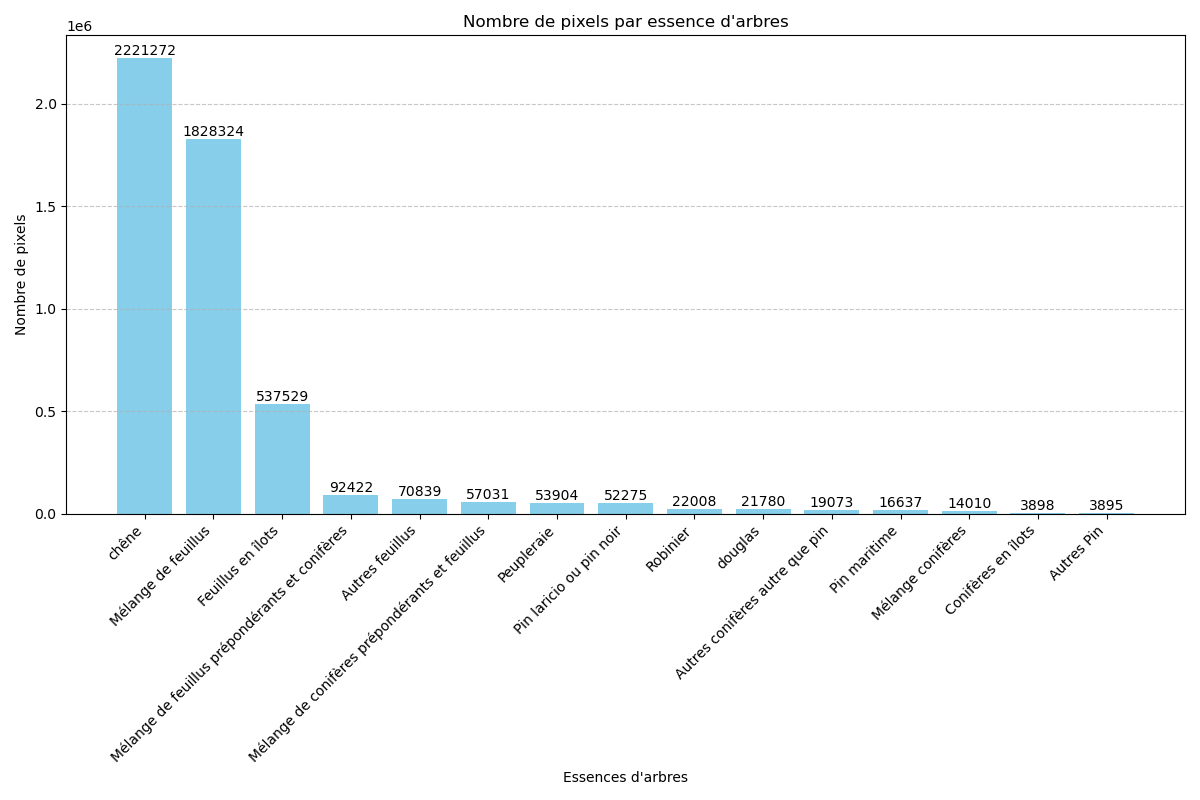 Nombre de pixels par essence d'arbres
1e6
Nombre de pixels
2.0
1.5
1.0
0.5
0.0
2221272
1828324
537529
92422
70839
57031
53904
52275
22008
21780
19073
16637
14010
3898
3895
chêne
Mélange de feuillus
Feuillus en îlots
Mélange de feuillus prépondérants et conifères
Autres feuillus
Mélange de conifères prépondérants et feuillus
Peupleraie
Pin laricio ou pin noir
Robinier
douglas
Autres conifères autre que pin
Pin maritime
Mélange conifères
Conifères en îlots
Autres Pin
Essences d'arbres